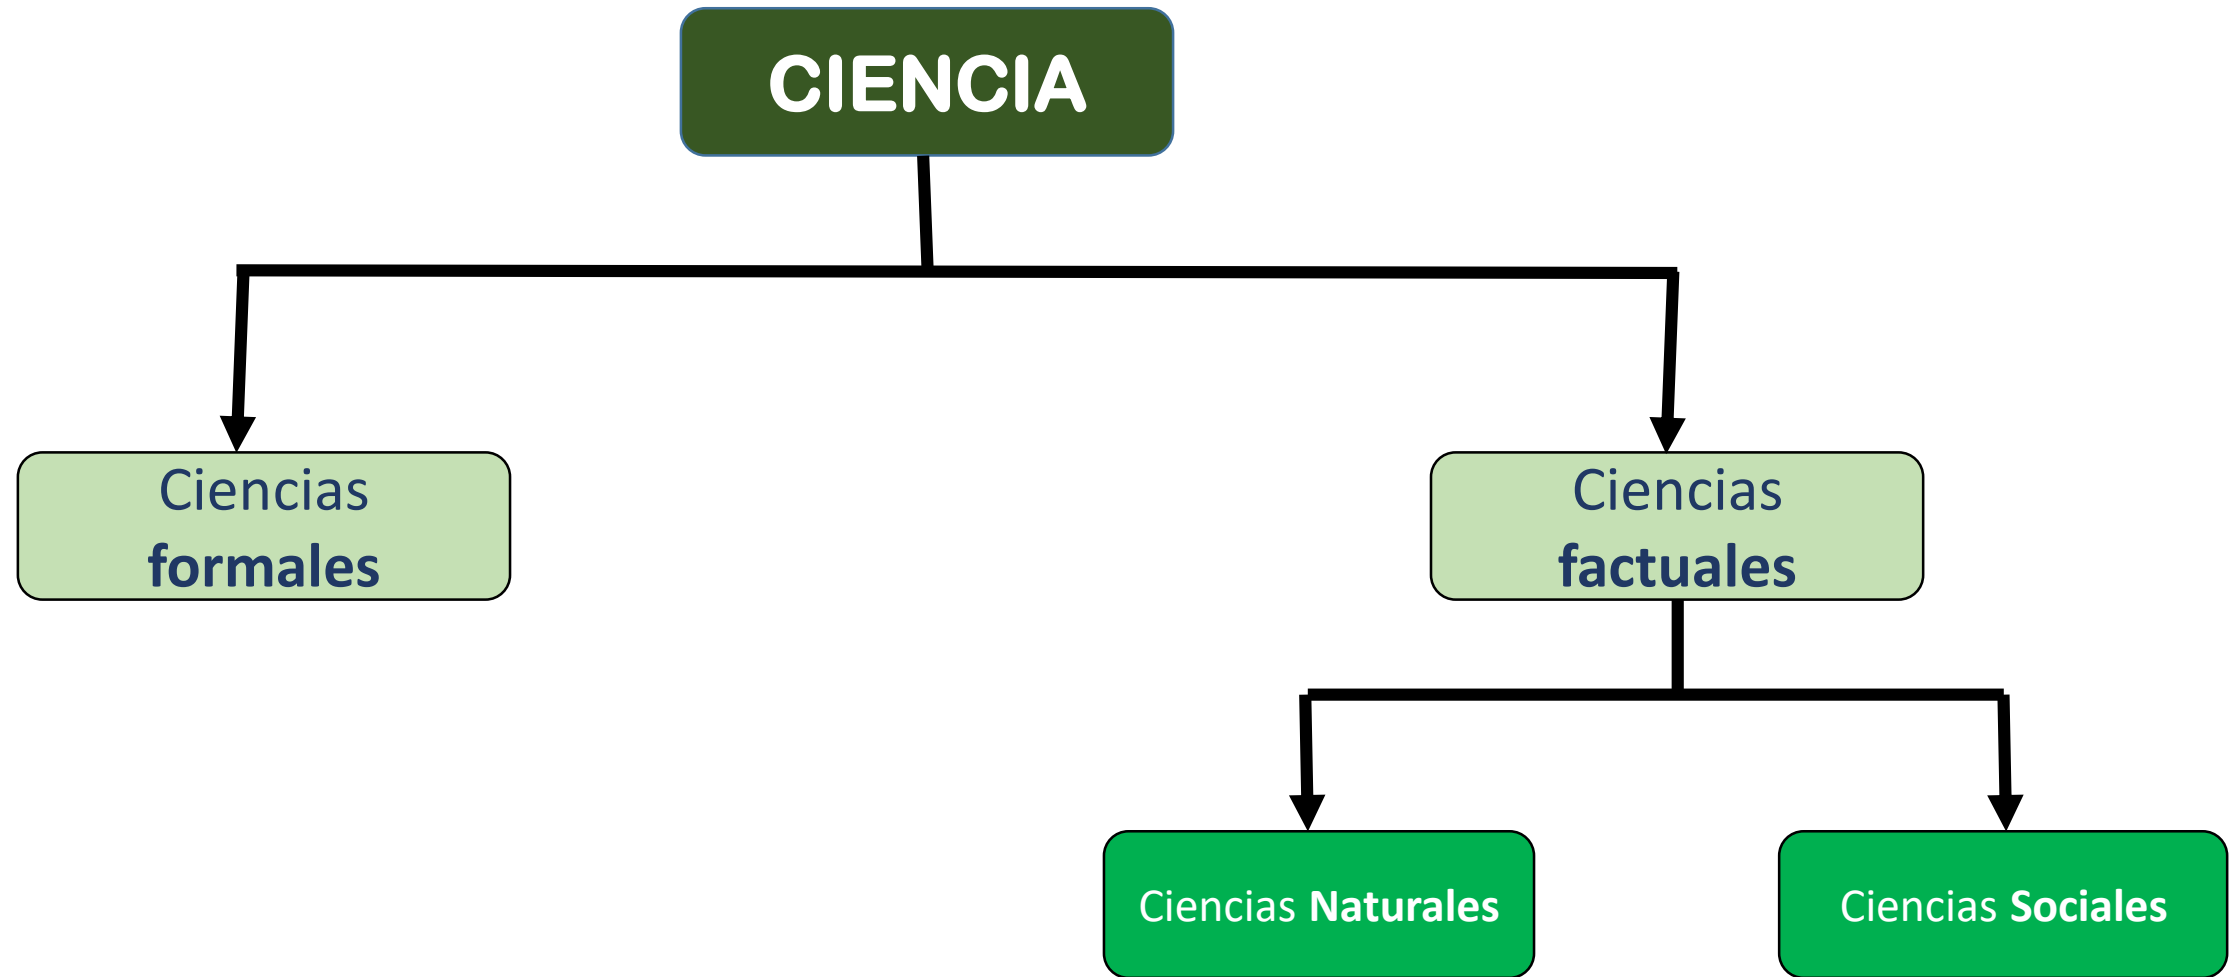 CIENCIA
Ciencias
formales
Ciencias
factuales
Ciencias Naturales
Ciencias Sociales